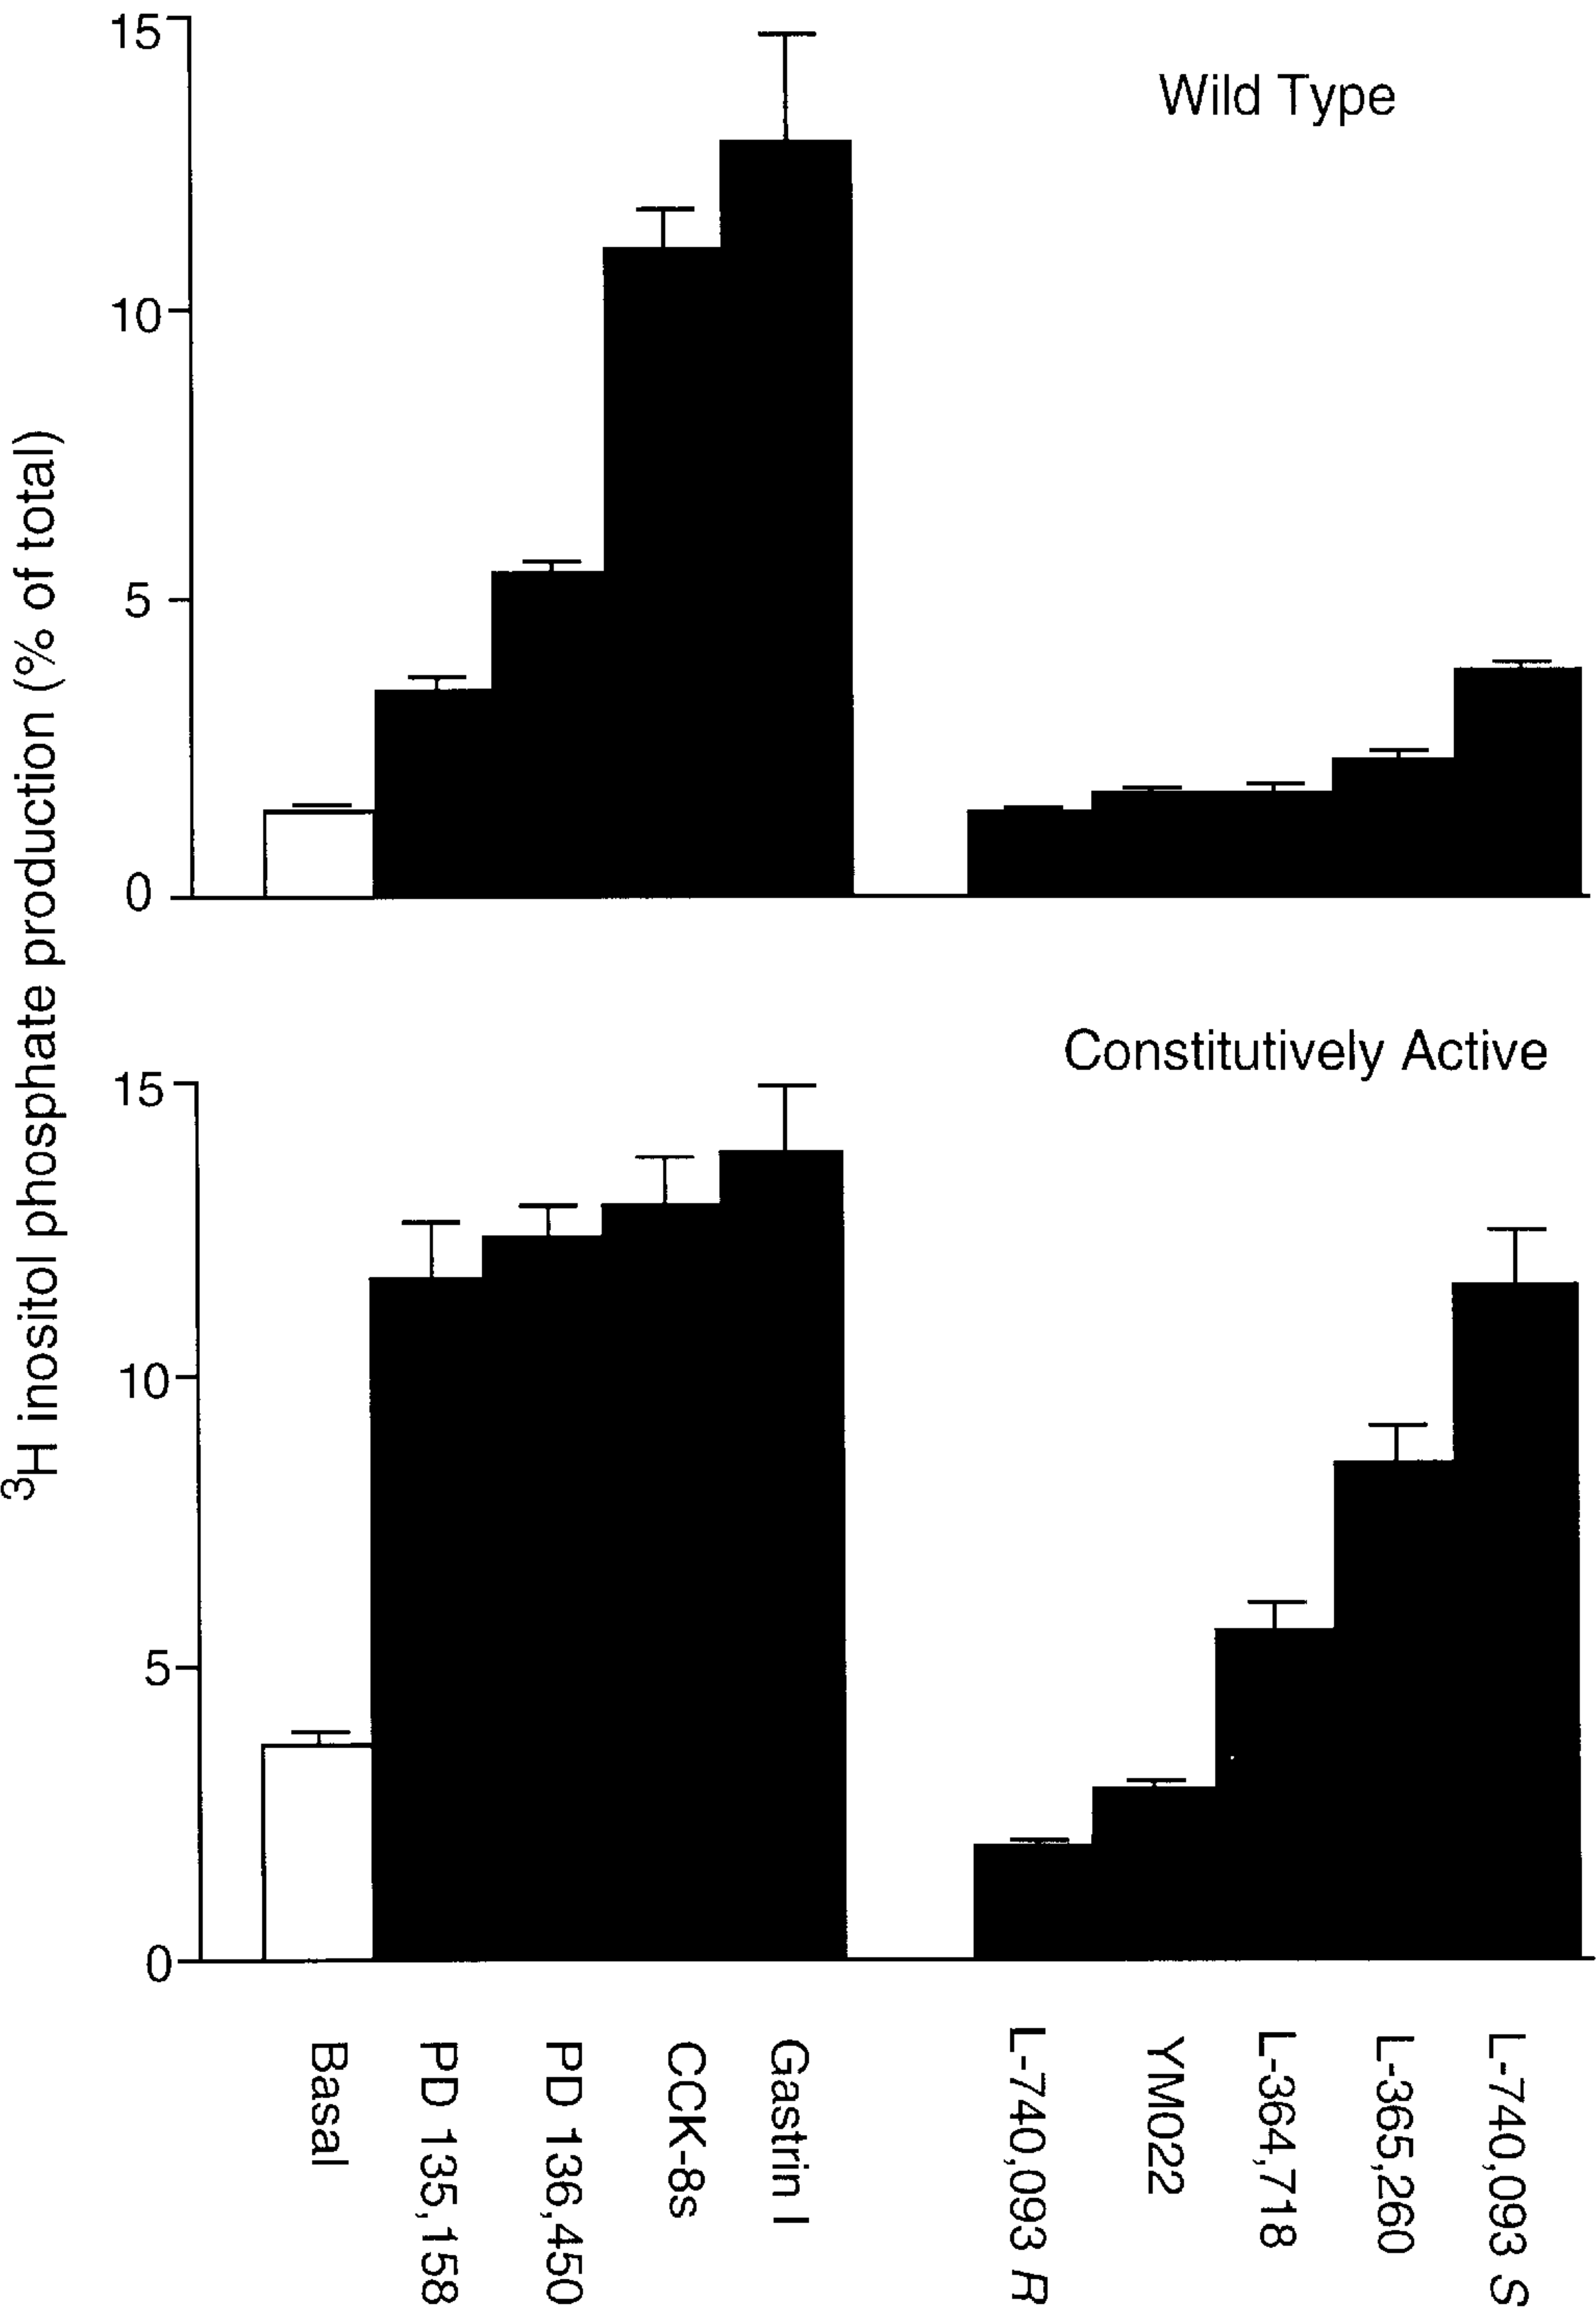 ³H inositol phosphate production (% of total)
Wild Type
15
10
5
0
Constitutively Active
15
10
5
0
Basal
PD 135,158
PD 136,450
CCK-8s
Gastrin I
L-740,093 R
YM022
L-364,718
L-365,260
L-740,093 S